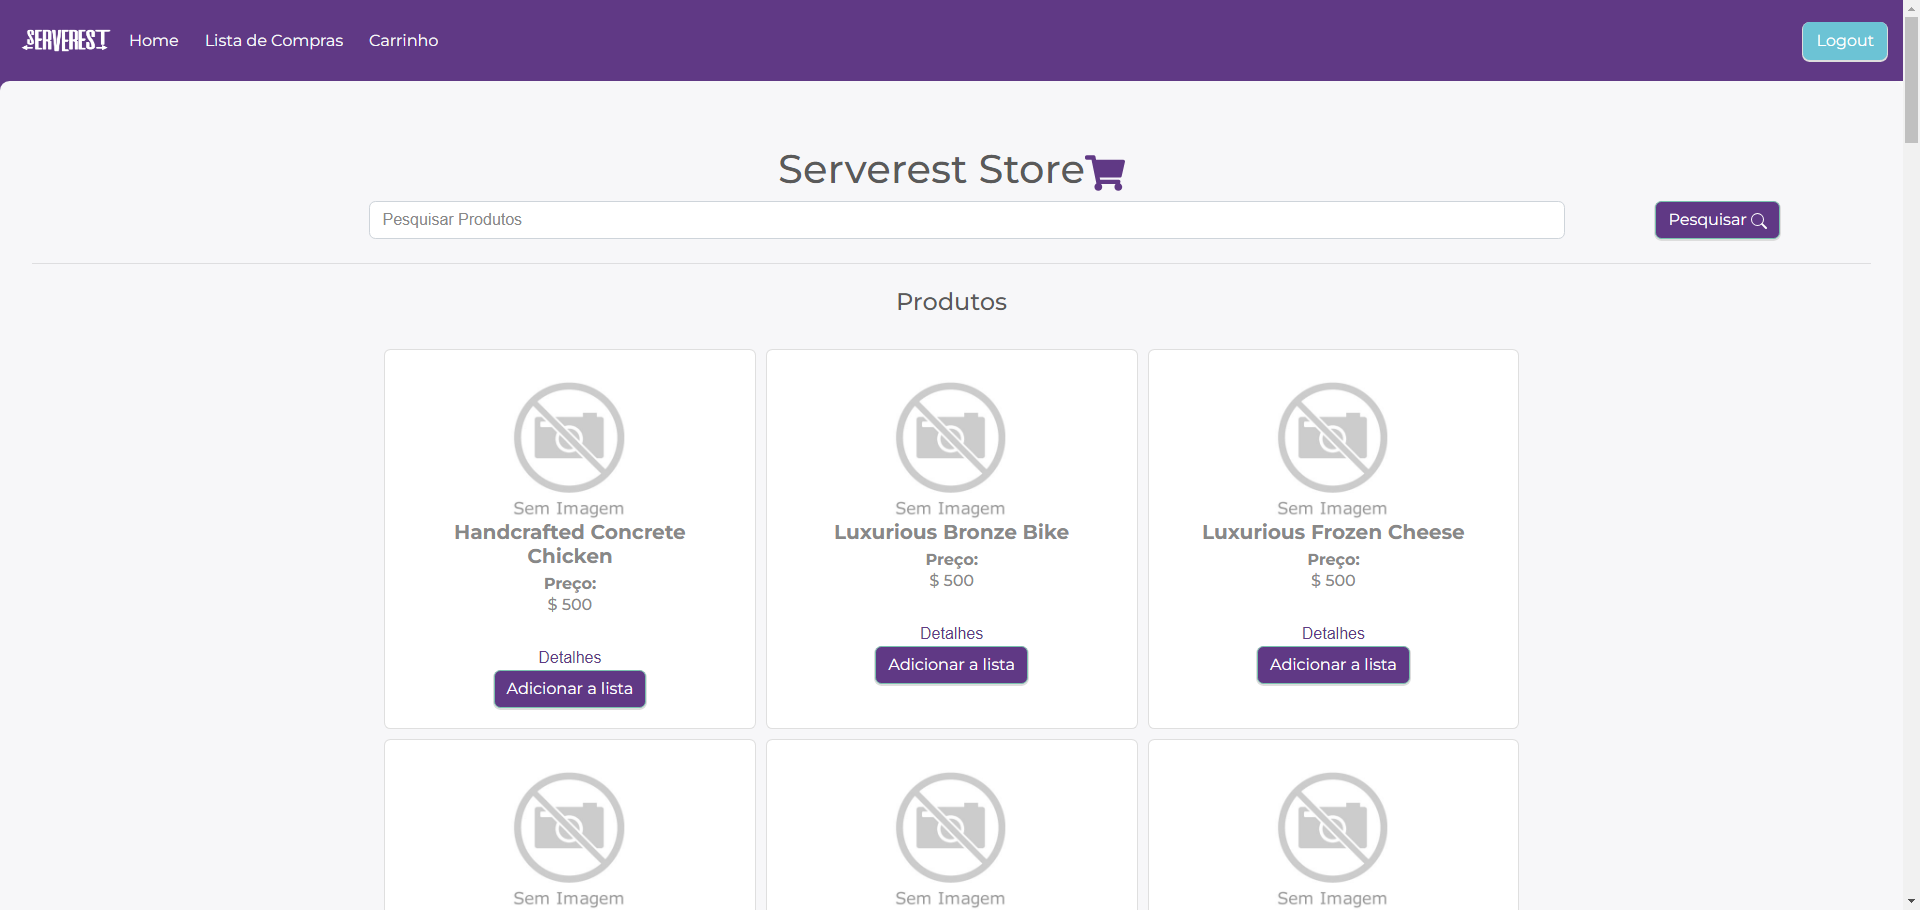 SERVEREST Home Lista de Compras Carrinho Logout
Serverest Store
Pesquisar Produtos Pesquisar
Produtos
Sem Imagem Sem Imagem Sem Imagem
Handcrafted Concrete Chicken
Preço:
$ 500
Detalhes
Adicionar a lista
Luxurious Bronze Bike
Preço:
$ 500
Detalhes
Adicionar a lista
Luxurious Frozen Cheese
Preço:
$ 500
Detalhes
Adicionar a lista
Sem Imagem Sem Imagem Sem Imagem